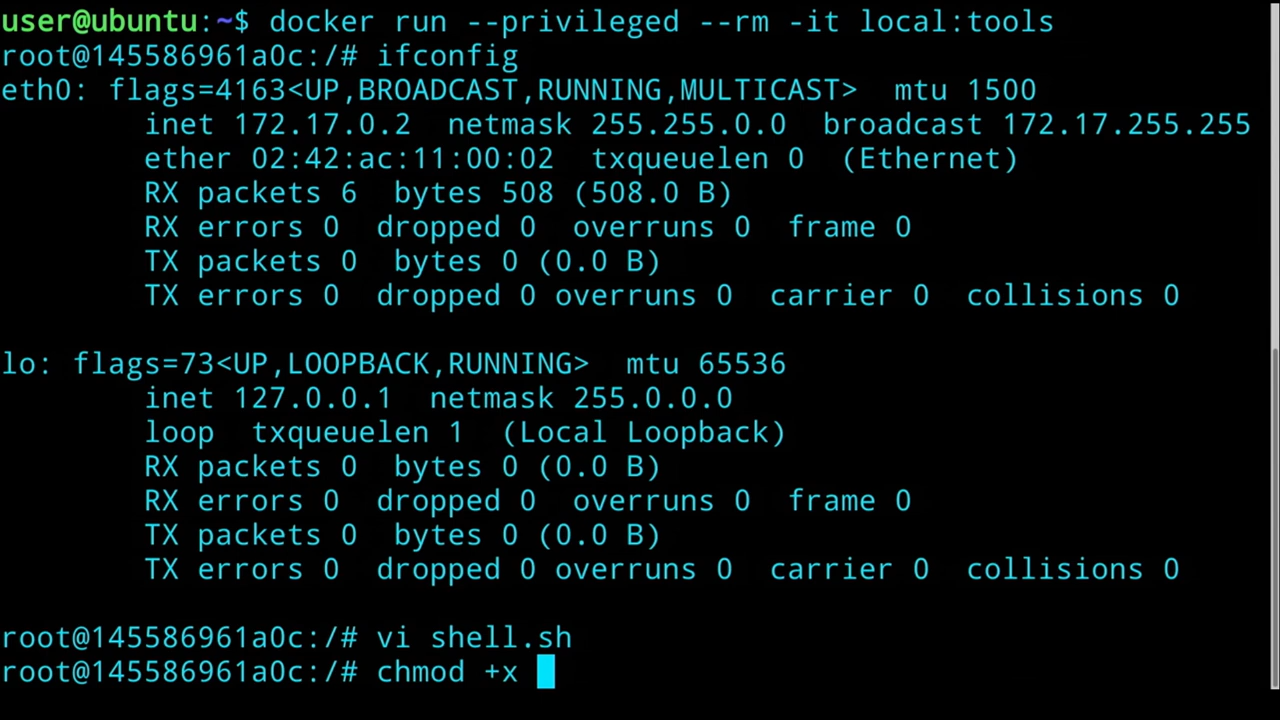 user@ubuntu:~$ docker run --privileged --rm -it local:tools
root@145586961a0c:/# ifconfig
eth0: flags=4163<UP,BROADCAST,RUNNING,MULTICAST>  mtu 1500
        inet 172.17.0.2  netmask 255.255.0.0  broadcast 172.17.255.255
        ether 02:42:ac:11:00:02  txqueuelen 0  (Ethernet)
        RX packets 6  bytes 508 (508.0 B)
        RX errors 0  dropped 0  overruns 0  frame 0
        TX packets 0  bytes 0 (0.0 B)
        TX errors 0  dropped 0 overruns 0  carrier 0  collisions 0

lo: flags=73<UP,LOOPBACK,RUNNING>  mtu 65536
        inet 127.0.0.1  netmask 255.0.0.0
        loop  txqueuelen 1  (Local Loopback)
        RX packets 0  bytes 0 (0.0 B)
        RX errors 0  dropped 0  overruns 0  frame 0
        TX packets 0  bytes 0 (0.0 B)
        TX errors 0  dropped 0 overruns 0  carrier 0  collisions 0

root@145586961a0c:/# vi shell.sh
root@145586961a0c:/# chmod +x